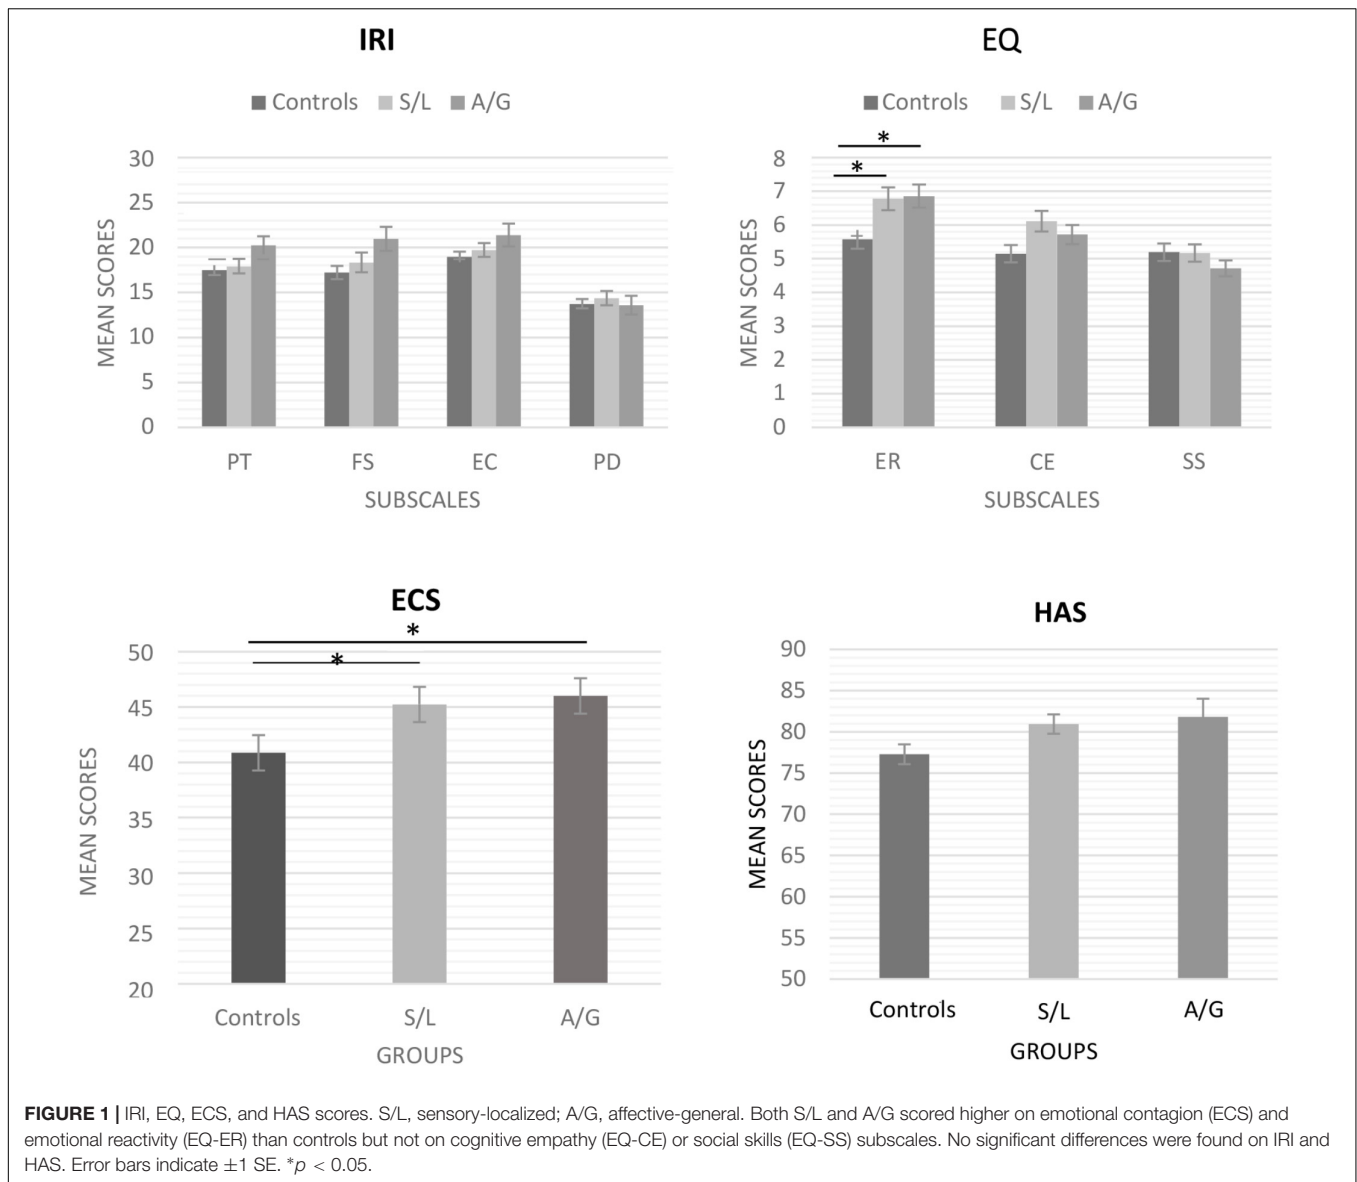 IRI
Controls S/L A/G
30
25
20
15
10
5
0
MEAN SCORES
PT FS EC PD
SUBSCALES
EQ
Controls S/L A/G
* 
*
8
7
6
5
4
3
2
1
0
MEAN SCORES
ER CE SS
SUBSCALES
ECS
*
*
50
45
40
35
30
25
20
MEAN SCORES
Controls S/L A/G
GROUPS
HAS
90
85
80
75
70
65
60
55
50
MEAN SCORES
Controls S/L A/G
GROUPS
FIGURE 1 | IRI, EQ, ECS, and HAS scores. S/L, sensory-localized; A/G, affective-general. Both S/L and A/G scored higher on emotional contagion (ECS) and
emotional reactivity (EQ-ER) than controls but not on cognitive empathy (EQ-CE) or social skills (EQ-SS) subscales. No significant differences were found on IRI and
HAS. Error bars indicate ±1 SE. *p < 0.05.